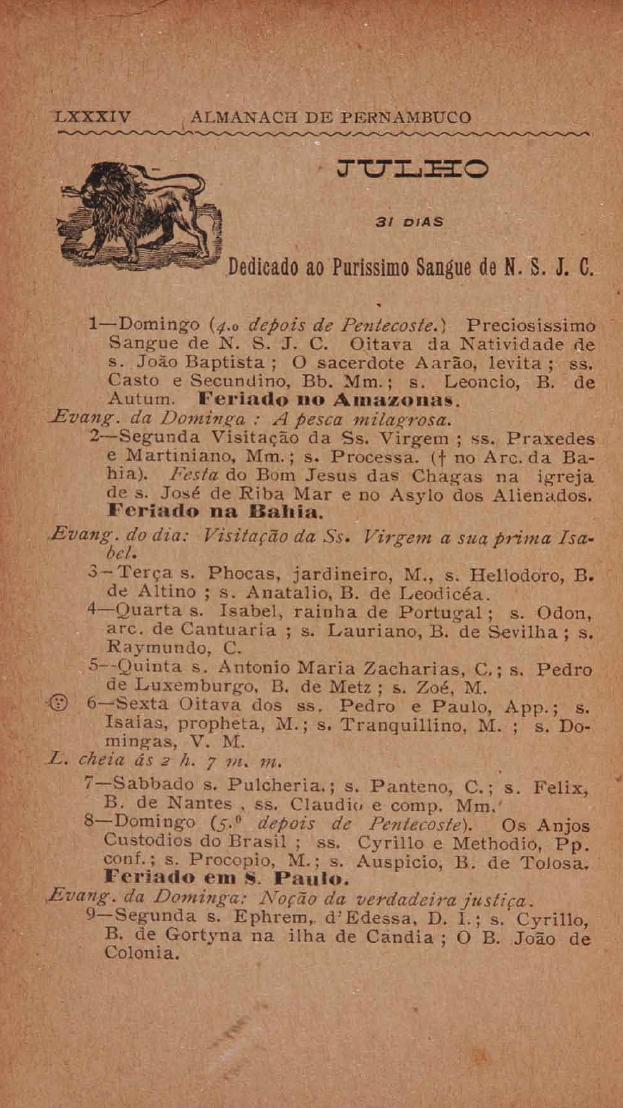 LXXXIV ALMANACH DE PERNAMBUCO
JULHO
31 DIAS
Dedicado ao Purissimo Sangue de N. S. J. C.
1—Domingo (4.o depois de Pentecoste.) Preciosissimo
Sangue de N. S. J. C. Oitava da Natividade de
s. João Baptista ; O sacerdote Aarão, levita ; ss.
Casto e Secundino, Bb. Mm. ; s. Leoncio, B. de
Autum. Feriado no Amazonas.
Evang. da Dominga : A pesca milagrosa.
2—Segunda Visitação da Ss. Virgem ; ss. Praxedes
e Martiniano, Mm. ; s. Processa. († no Arc. da Ba-
hia). Festa do Bom Jesus das Chagas na igreja
de s. José de Riba Mar e no Asylo dos Alienados.
Feriado na Bahia.
Evang. do dia: Visitação da Ss. Virgem a sua prima Isa-
bel.
3—Terça s. Phocas, jardineiro, M., s. Hellodoro, B.
de Altino ; s. Anatalio, B. de Leodicéa.
4—Quarta s. Isabel, rainha de Portugal ; s. Odon,
arc. de Cantuaria ; s. Lauriano, B. de Sevilha ; s.
Raymundo, C.
5—Quinta s. Antonio Maria Zacharias, C. ; s. Pedro
de Luxemburgo, B. de Metz ; s. Zoé, M.
6—Sexta Oitava dos ss. Pedro e Paulo, App. ; s.
Isaias, propheta, M. ; s. Tranquillino, M. ; s. Do-
mingas, V. M.
L. cheia ás 2 h. 7 m. m.
7—Sabbado s. Pulcheria. ; s. Panteno, C. ; s. Felix,
B. de Nantes , ss. Claudio e comp. Mm.
8—Domingo (5.º depois de Pentecoste). Os Anjos
Custodios do Brasil ; ss. Cyrillo e Methodio, Pp.
conf. ; s. Procopio, M. ; s. Auspicio, B. de Tolosa.
Feriado em S. Paulo.
Evang. da Dominga: Noção da verdadeira justiça.
9—Segunda s. Ephrem, d'Edessa, D. I. ; s. Cyrillo,
B. de Gortyna na ilha de Candia ; O B. João de
Colonia.